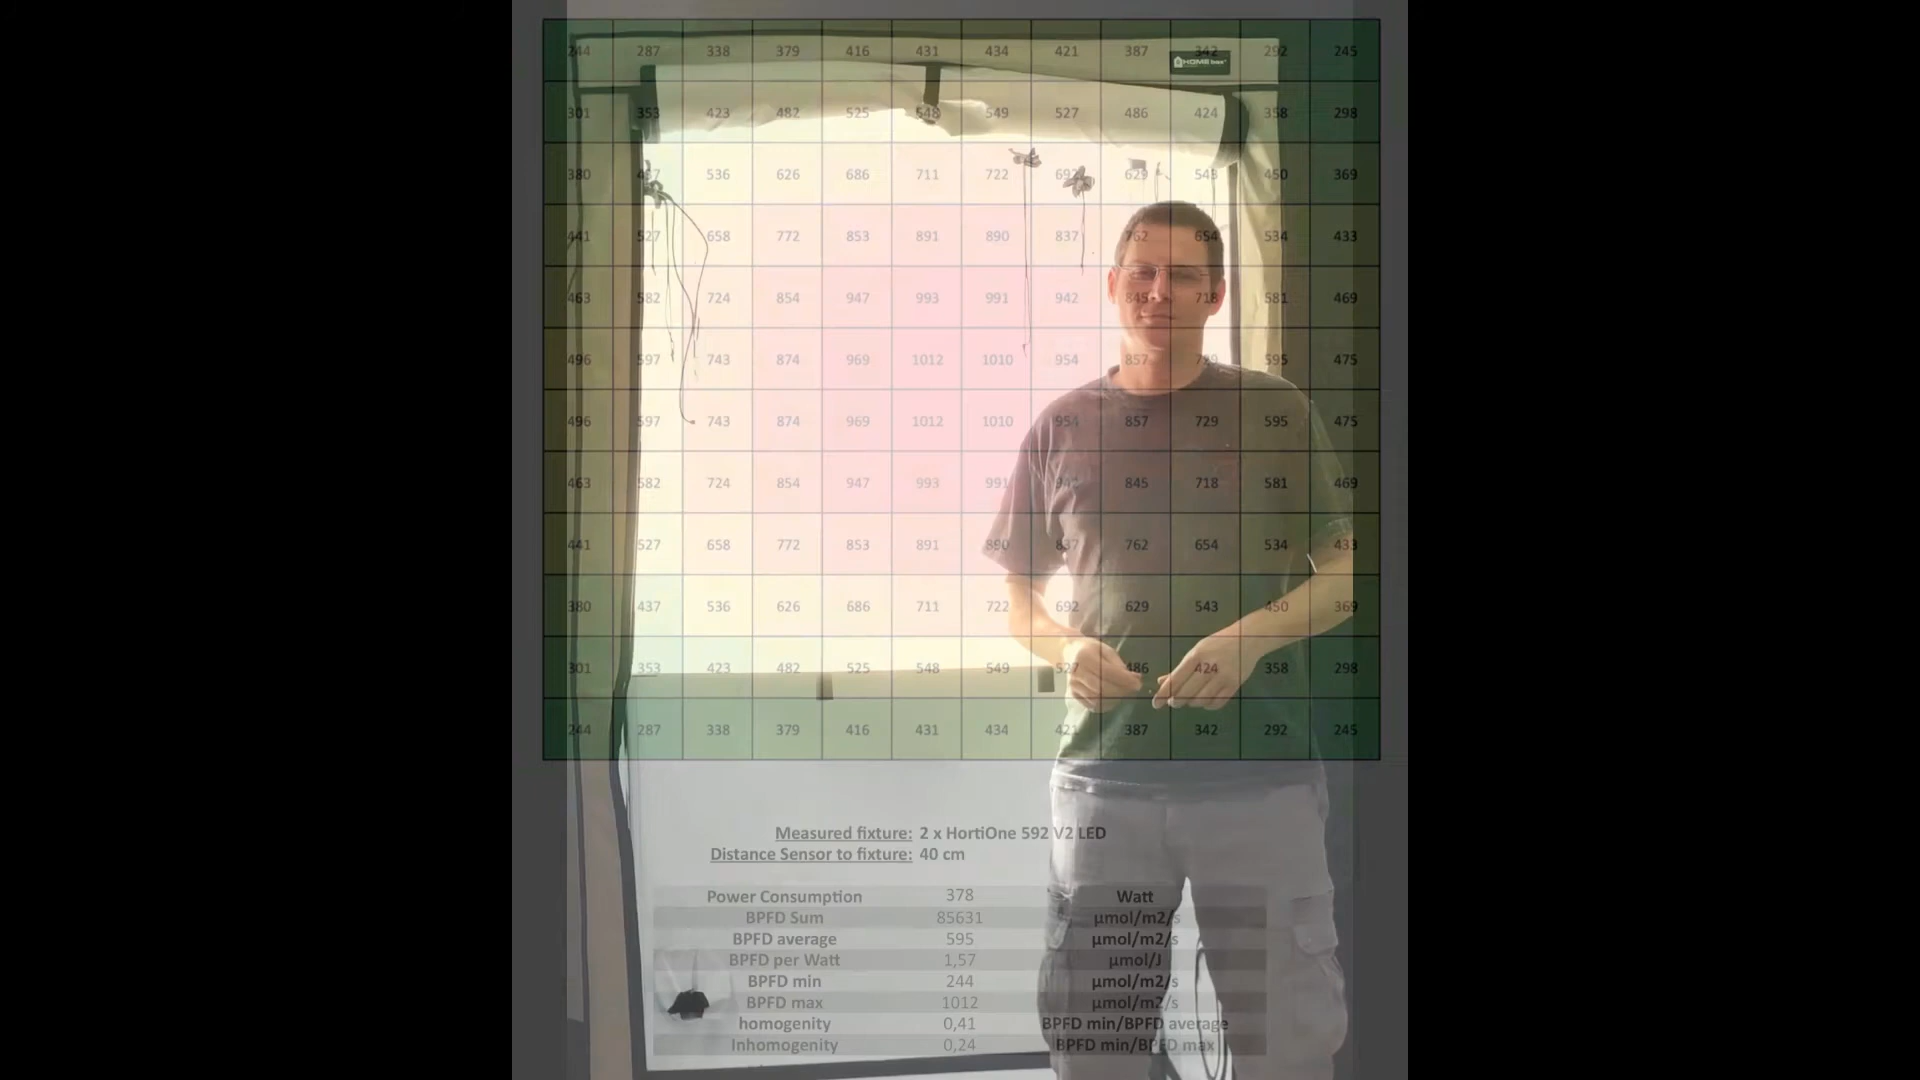 244 287 338 379 416 431 434 421 387 342 292 245
HOMEbox
301 353 423 482 525 548 549 527 486 424 358 298
380 437 536 626 686 711 722 692 629 543 450 369
441 527 658 772 853 891 890 837 762 654 534 433
463 582 724 854 947 993 991 942 845 718 581 469
496 597 743 874 969 1012 1010 954 857 729 595 475
496 597 743 874 969 1012 1010 954 857 729 595 475
463 582 724 854 947 993 991 942 845 718 581 469
441 527 658 772 853 891 890 837 762 654 534 433
380 437 536 626 686 711 722 692 629 543 450 369
301 353 423 482 525 548 549 527 486 424 358 298
244 287 338 379 416 431 434 421 387 342 292 245
Measured fixture: 2 x HortiOne 592 V2 LED
Distance Sensor to fixture: 40 cm
Power Consumption 378 Watt
BPFD Sum 85631 µmol/m2/s
BPFD average 595 µmol/m2/s
BPFD per Watt 1,57 µmol/J
BPFD min 244 µmol/m2/s
BPFD max 1012 µmol/m2/s
homogenity 0,41 BPFD min/BPFD average
Inhomogenity 0,24 BPFD min/BPFD max